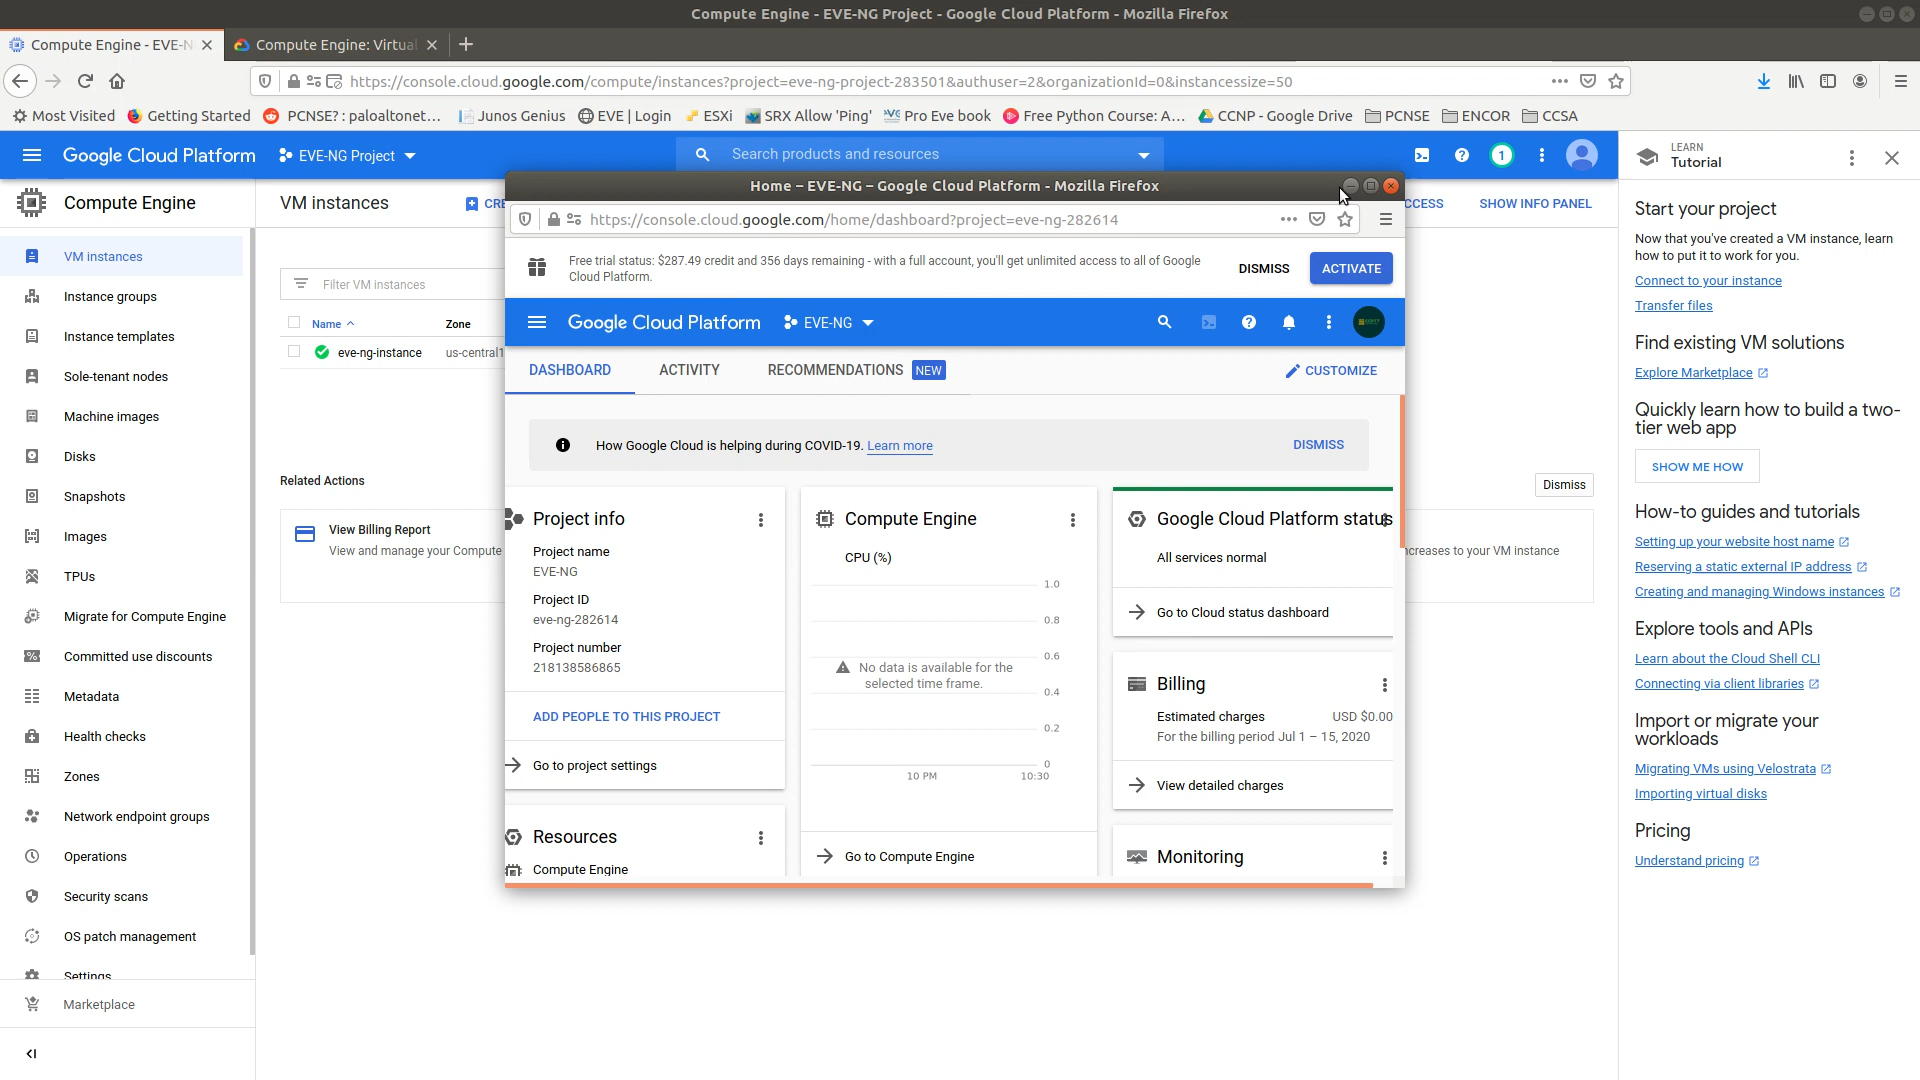 Compute Engine - EVE-NG Project - Google Cloud Platform - Mozilla Firefox
Compute Engine - EVE-N
Compute Engine: Virtual
https://console.cloud.google.com/compute/instances?project=eve-ng-project-283501&authuser=2&organizationId=0&instancessize=50
Most Visited
Getting Started
PCNSE? : paloaltonet...
Junos Genius
EVE | Login
ESXi
SRX Allow 'Ping'
Pro Eve book
Free Python Course: A...
CCNP - Google Drive
PCNSE
ENCOR
CCSA
Google Cloud Platform
EVE-NG Project
Search products and resources
1
LEARN
Tutorial
Compute Engine
VM instances
CRE
CCESS
SHOW INFO PANEL
VM instances
Instance groups
Instance templates
Sole-tenant nodes
Machine images
Disks
Snapshots
Images
TPUs
Migrate for Compute Engine
Committed use discounts
Metadata
Health checks
Zones
Network endpoint groups
Operations
Security scans
OS patch management
Settings
Marketplace
Filter VM instances
Name
Zone
eve-ng-instance
us-central1
Related Actions
Dismiss
View Billing Report
View and manage your Compute
ncreases to your VM instance
Home – EVE-NG – Google Cloud Platform - Mozilla Firefox
https://console.cloud.google.com/home/dashboard?project=eve-ng-282614
Free trial status: $287.49 credit and 356 days remaining - with a full account, you'll get unlimited access to all of Google
Cloud Platform.
DISMISS
ACTIVATE
Google Cloud Platform
EVE-NG
DASHBOARD
ACTIVITY
RECOMMENDATIONS
NEW
CUSTOMIZE
How Google Cloud is helping during COVID-19. Learn more
DISMISS
Project info
Project name
EVE-NG
Project ID
eve-ng-282614
Project number
218138586865
ADD PEOPLE TO THIS PROJECT
Go to project settings
Resources
Compute Engine
Compute Engine
CPU (%)
1.0
0.8
0.6
0.4
0.2
0
No data is available for the
selected time frame.
10 PM
10:30
Go to Compute Engine
Google Cloud Platform status
All services normal
Go to Cloud status dashboard
Billing
Estimated charges
USD $0.00
For the billing period Jul 1 – 15, 2020
View detailed charges
Monitoring
Start your project
Now that you've created a VM instance, learn
how to put it to work for you.
Connect to your instance
Transfer files
Find existing VM solutions
Explore Marketplace
Quickly learn how to build a two-
tier web app
SHOW ME HOW
How-to guides and tutorials
Setting up your website host name
Reserving a static external IP address
Creating and managing Windows instances
Explore tools and APIs
Learn about the Cloud Shell CLI
Connecting via client libraries
Import or migrate your
workloads
Migrating VMs using Velostrata
Importing virtual disks
Pricing
Understand pricing